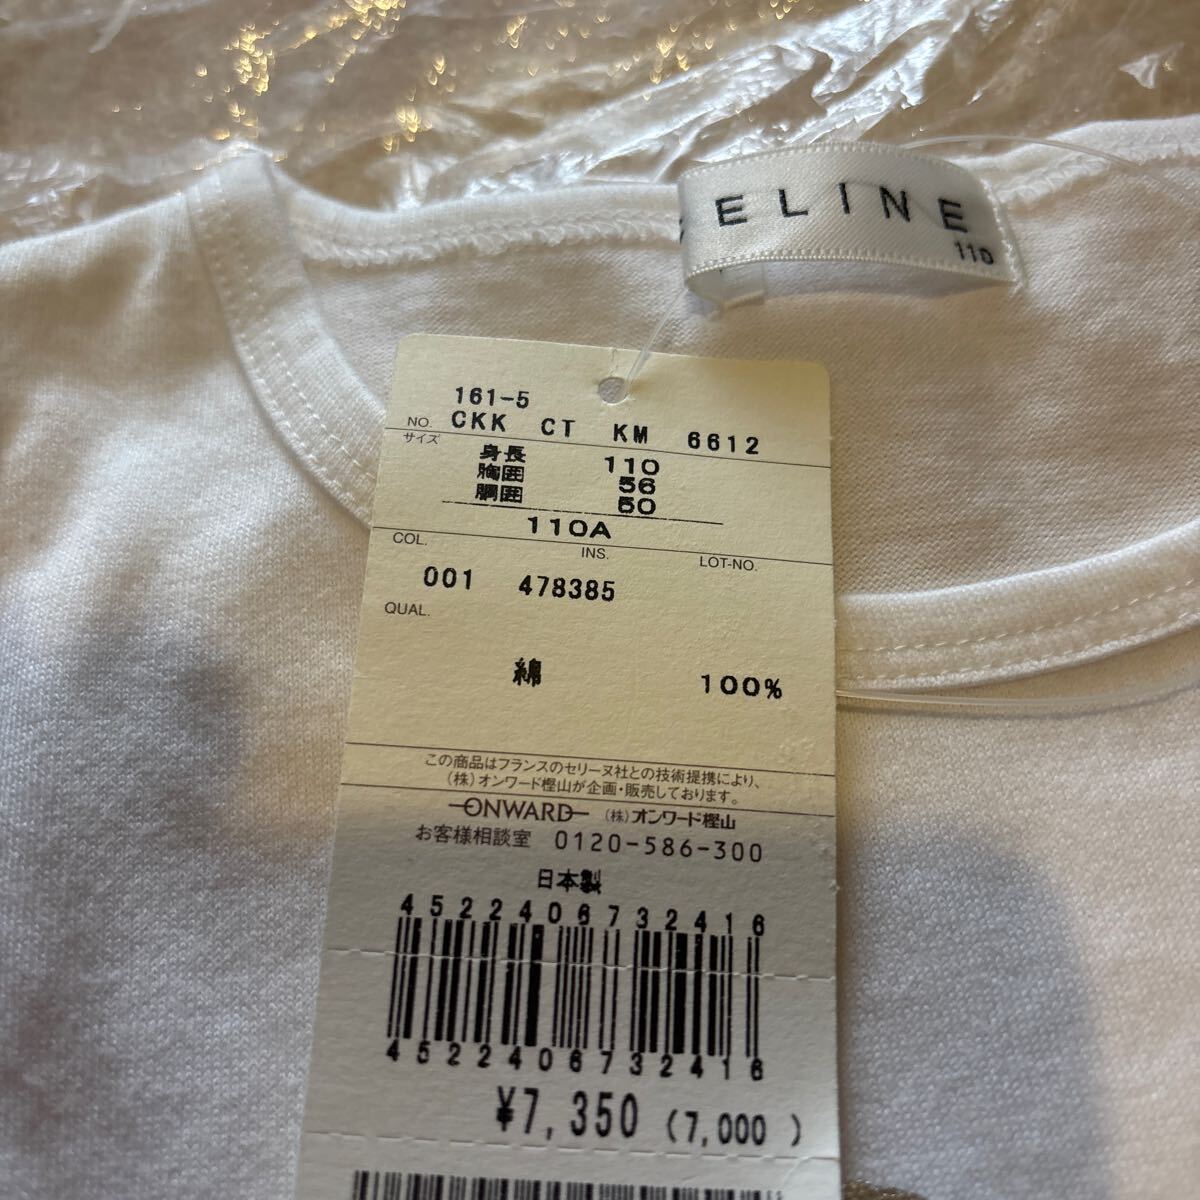 ELINE
110
161-5
NO. CKK CT KM 6612
サイズ
身長 110
胸囲 56
胴囲 50
110A
COL. INS. LOT-NO.
001 478385
QUAL.
綿 100%
この商品はフランスのセリーヌ社との技術提携により、
(株)オンワード樫山が企画・販売しております。
ONWARD (株)オンワード樫山
お客様相談室 0120-586-300
日本製
4522406732416
4522406732416
¥7,350 (7,000 )